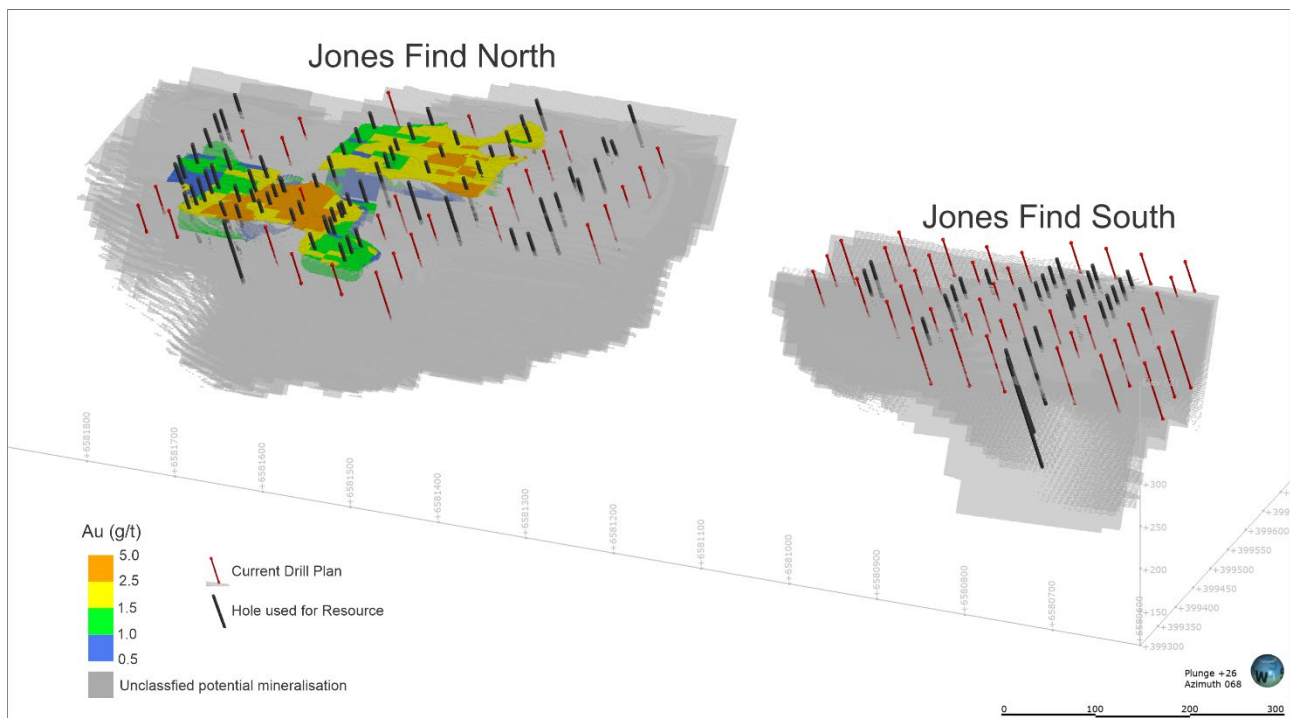 Jones Find North
Jones Find South
+6581800
+6581700
+6581600
+6581500
+6581400
+6581300
+6581200
+6581100
+6581000
+6580900
+6580800
+6580700
+6580600
+300
+250
+200
+150
+399600
+399550
+399500
+399450
+399400
+399350
+399300
Au (g/t)
5.0
2.5
1.5
1.0
0.5
Current Drill Plan
Hole used for Resource
Unclassfied potential mineralisation
Plunge +26
Azimuth 068
W
0 100 200 300